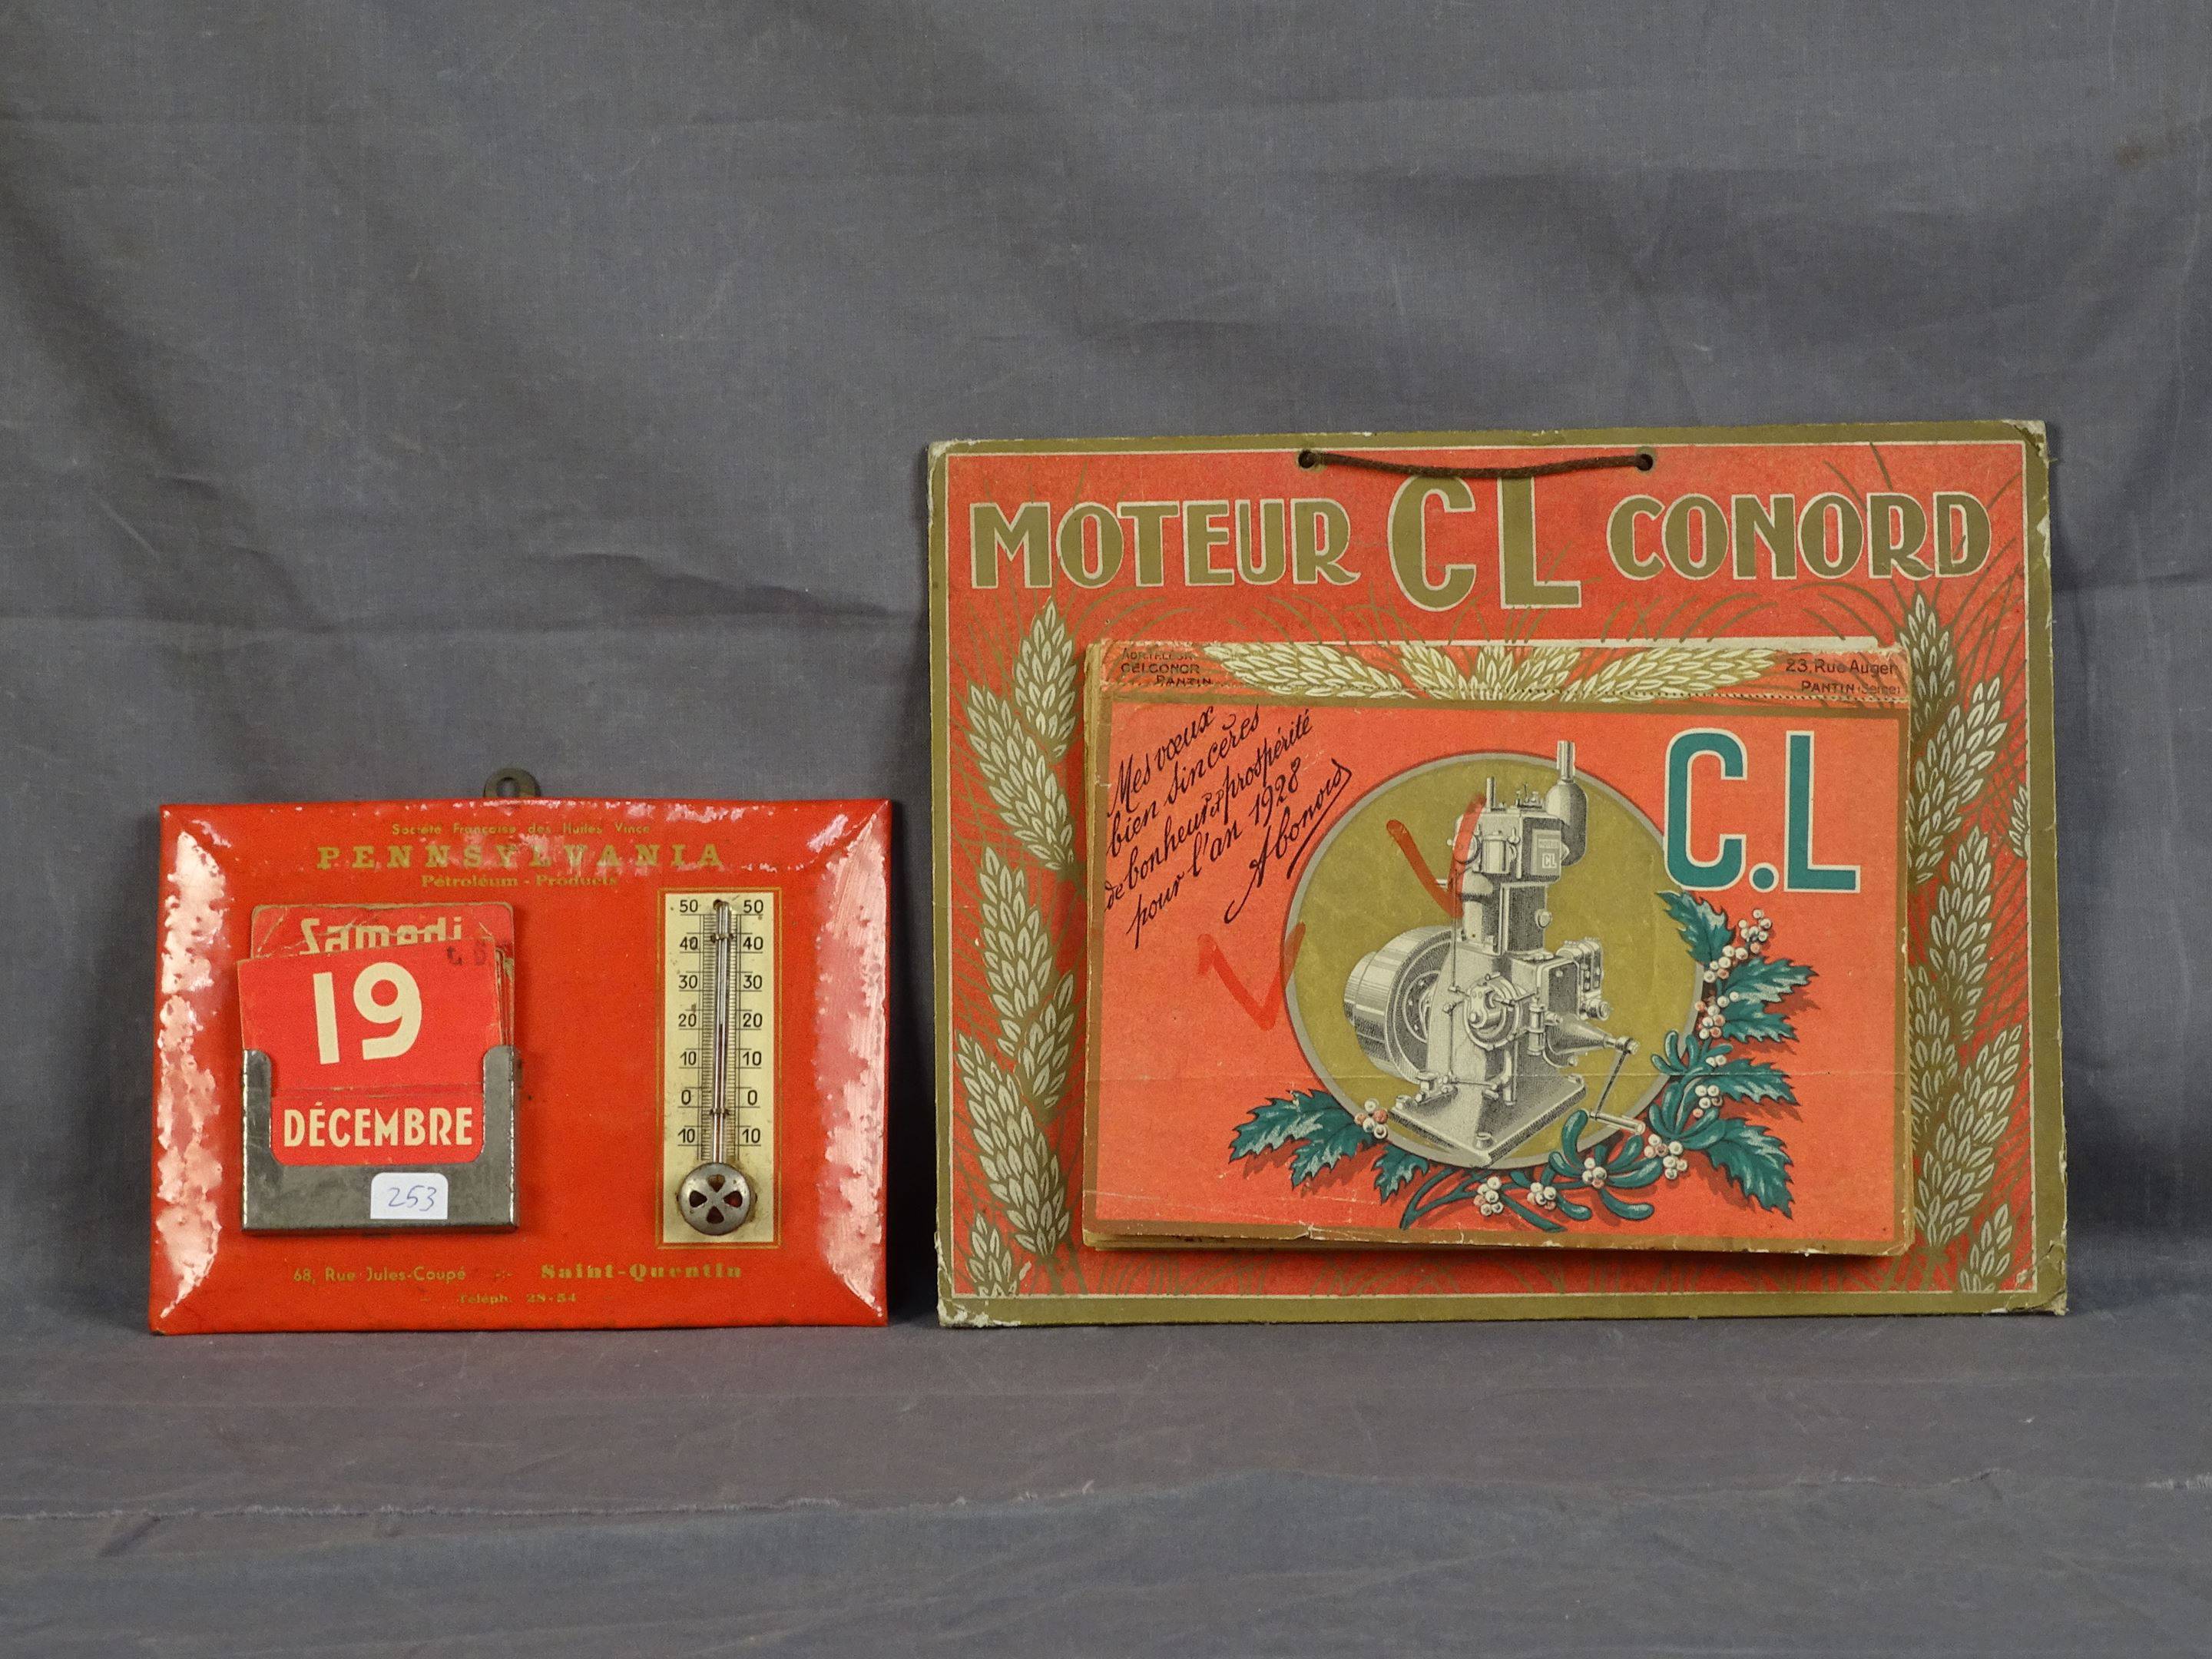 Société Française des Huiles Vince
PENNSYLVANIA
Pétroléum - Products
Samedi
19
DÉCEMBRE
253
50 50
40 40
30 30
20 20
10 10
0 0
10 10
68, Rue Jules-Coupé Saint-Quentin
Téléph. 28-54
MOTEUR CL CONORD
CELCONOR
PANTIN
23, Rue Auger
PANTIN (Seine)
Mes vœux
bien sincères
de bonheur et prospérité
pour l'an 1928
C.L
CL